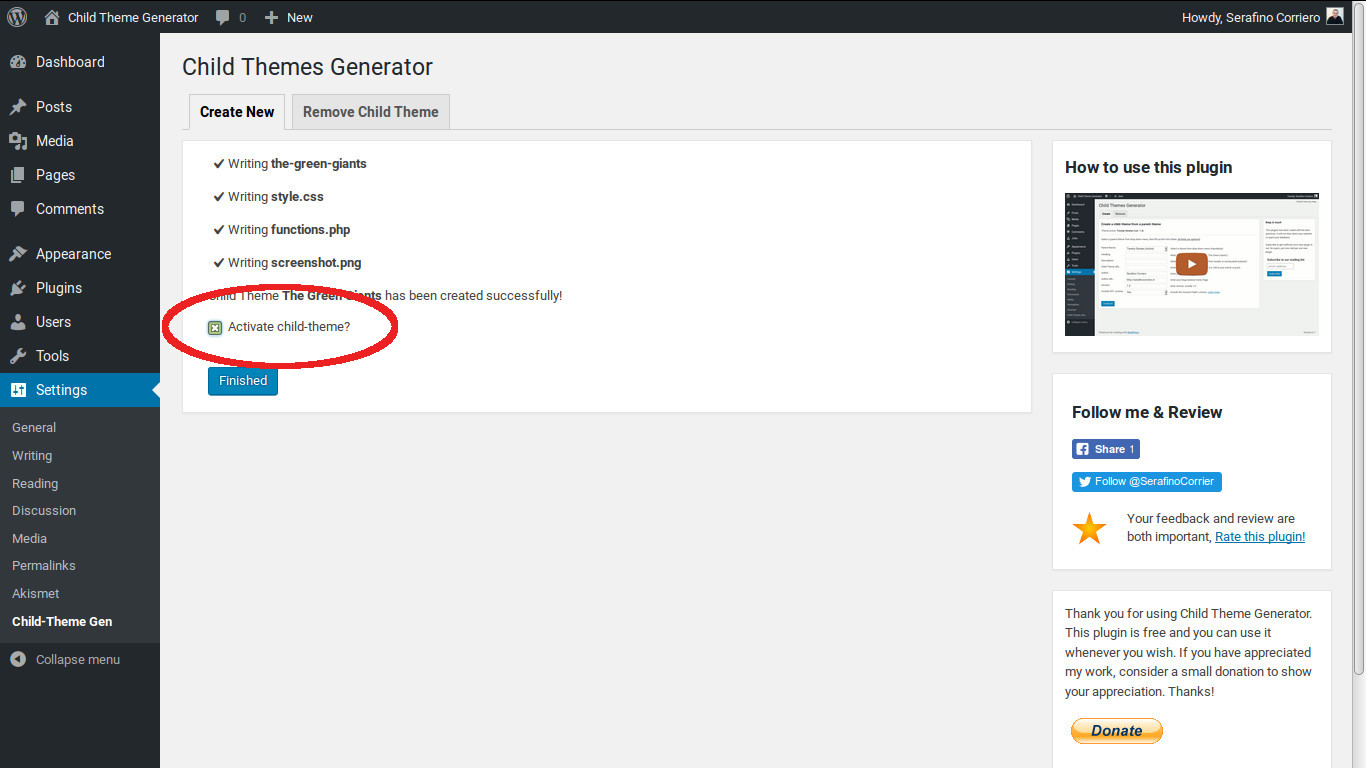 Child Theme Generator 0 New Howdy, Serafino Corriero
Dashboard
Posts
Media
Pages
Comments
Appearance
Plugins
Users
Tools
Settings
General
Writing
Reading
Discussion
Media
Permalinks
Akismet
Child-Theme Gen
Collapse menu
Child Themes Generator
Create New Remove Child Theme
Writing the-green-giants
Writing style.css
Writing functions.php
Writing screenshot.png
Child Theme The Green Giants has been created successfully!
Activate child-theme?
Finished
How to use this plugin
Child Themes Generator
Follow me & Review
Share 1
Follow @SerafinoCorrier
Your feedback and review are
both important, Rate this plugin!
Thank you for using Child Theme Generator.
This plugin is free and you can use it
whenever you wish. If you have appreciated
my work, consider a small donation to show
your appreciation. Thanks!
Donate